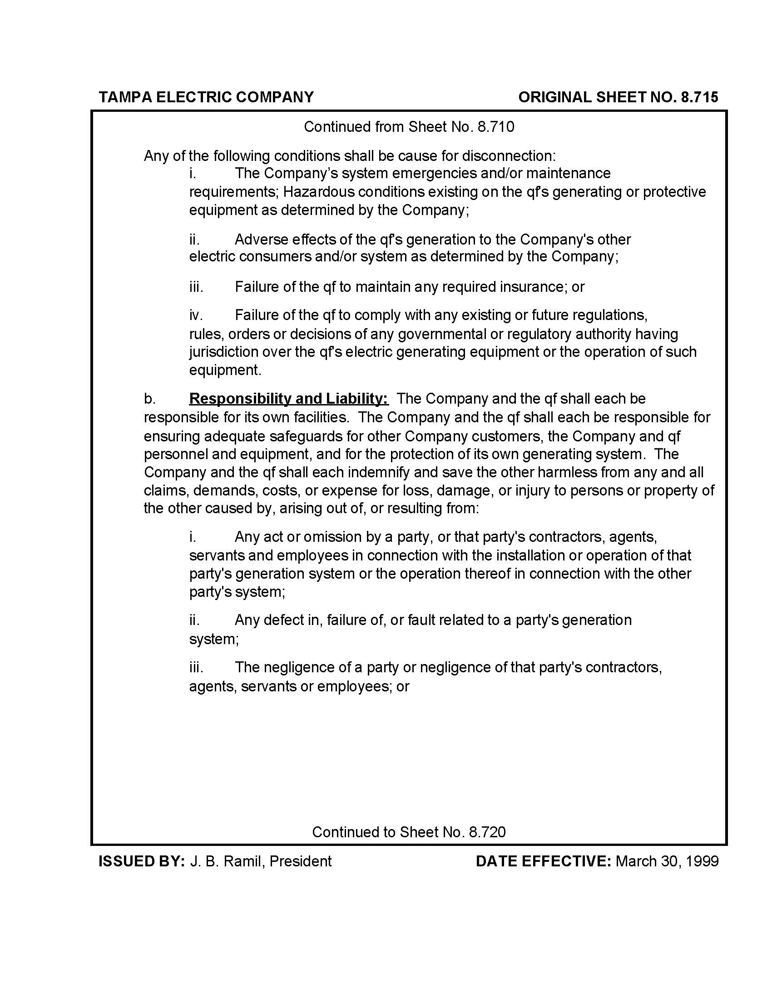 TAMPA ELECTRIC COMPANY ORIGINAL SHEET NO. 8.715
Continued from Sheet No. 8.710
Any of the following conditions shall be cause for disconnection:
i. The Company’s system emergencies and/or maintenance
requirements; Hazardous conditions existing on the qf's generating or protective
equipment as determined by the Company;
ii. Adverse effects of the qf's generation to the Company's other
electric consumers and/or system as determined by the Company;
iii. Failure of the qf to maintain any required insurance; or
iv. Failure of the qf to comply with any existing or future regulations,
rules, orders or decisions of any governmental or regulatory authority having
jurisdiction over the qf's electric generating equipment or the operation of such
equipment.
b. Responsibility and Liability: The Company and the qf shall each be
responsible for its own facilities. The Company and the qf shall each be responsible for
ensuring adequate safeguards for other Company customers, the Company and qf
personnel and equipment, and for the protection of its own generating system. The
Company and the qf shall each indemnify and save the other harmless from any and all
claims, demands, costs, or expense for loss, damage, or injury to persons or property of
the other caused by, arising out of, or resulting from:
i. Any act or omission by a party, or that party's contractors, agents,
servants and employees in connection with the installation or operation of that
party's generation system or the operation thereof in connection with the other
party's system;
ii. Any defect in, failure of, or fault related to a party's generation
system;
iii. The negligence of a party or negligence of that party's contractors,
agents, servants or employees; or
Continued to Sheet No. 8.720
ISSUED BY: J. B. Ramil, President DATE EFFECTIVE: March 30, 1999